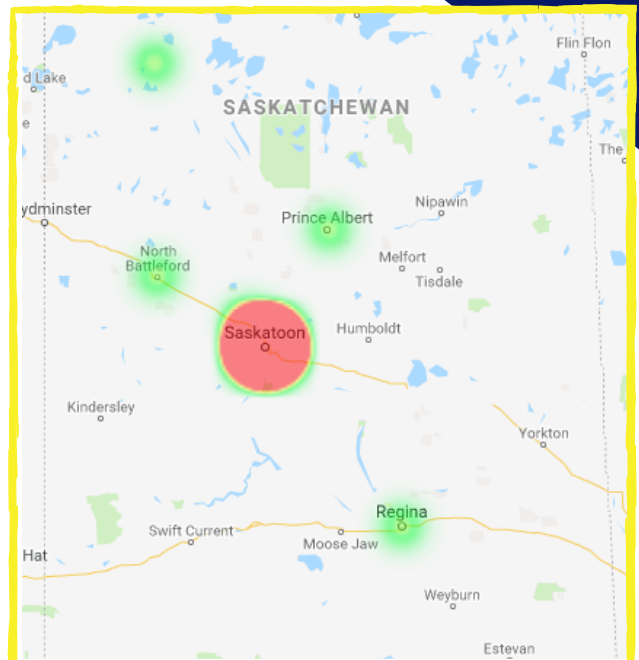 Flin Flon
d Lake
SASKATCHEWAN
e
The
ydminster
Nipawin
Prince Albert
North
Battleford
Melfort
Tisdale
Saskatoon
Humboldt
Kindersley
Yorkton
Regina
Swift Current
Moose Jaw
Hat
Weyburn
Estevan